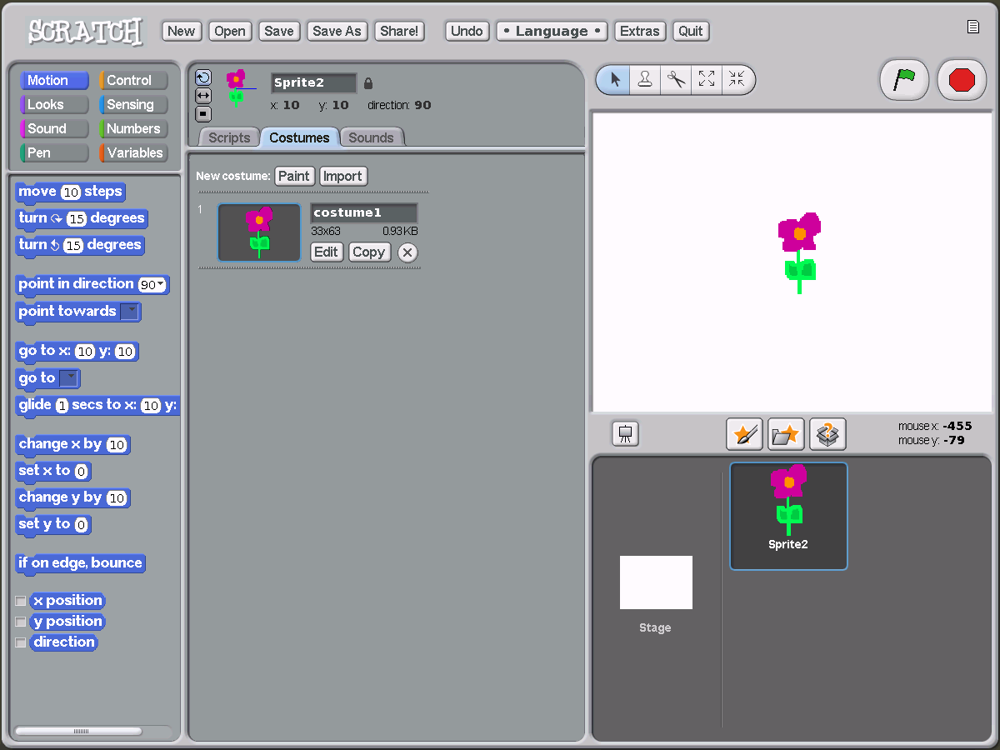 SCRATCH New Open Save Save As Share! Undo • Language • Extras Quit
Motion Control
Looks Sensing
Sound Numbers
Pen Variables
move 10 steps
turn 15 degrees
turn 15 degrees
point in direction 90
point towards
go to x: 10 y: 10
go to
glide 1 secs to x: 10 y:
change x by 10
set x to 0
change y by 10
set y to 0
if on edge, bounce
x position
y position
direction
Sprite2
x: 10 y: 10 direction: 90
Scripts Costumes Sounds
New costume: Paint Import
1 costume1
33x63 0.93 KB
Edit Copy
mouse x: -455
mouse y: -79
Sprite2
Stage